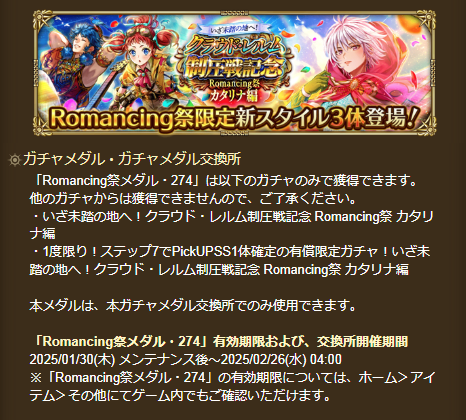 いざ未踏の地へ!
クラウド・レルム
制圧戦記念
Romancing祭
カタリナ編
Romancing祭限定新スタイル3体登場!
ガチャメダル・ガチャメダル交換所
「Romancing祭メダル・274」は以下のガチャのみで獲得できます。
他のガチャからは獲得できませんので、ご了承ください。
・いざ未踏の地へ!クラウド・レルム制圧戦記念 Romancing祭 カタリ
ナ編
・1度限り!ステップ7でPickUPSS1体確定の有償限定ガチャ!いざ未
踏の地へ!クラウド・レルム制圧戦記念 Romancing祭 カタリナ編
本メダルは、本ガチャメダル交換所でのみ使用できます。
「Romancing祭メダル・274」有効期限および、交換所開催期間
2025/01/30(木) メンテナンス後～2025/02/26(水) 04:00
※「Romancing祭メダル・274」の有効期限については、ホーム＞アイ
テム＞その他にてゲーム内でもご確認いただけます。